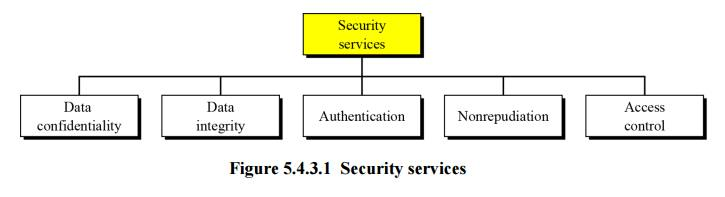 Security
services
Data
confidentiality
Data
integrity
Authentication
Nonrepudiation
Access
control
Figure 5.4.3.1 Security services